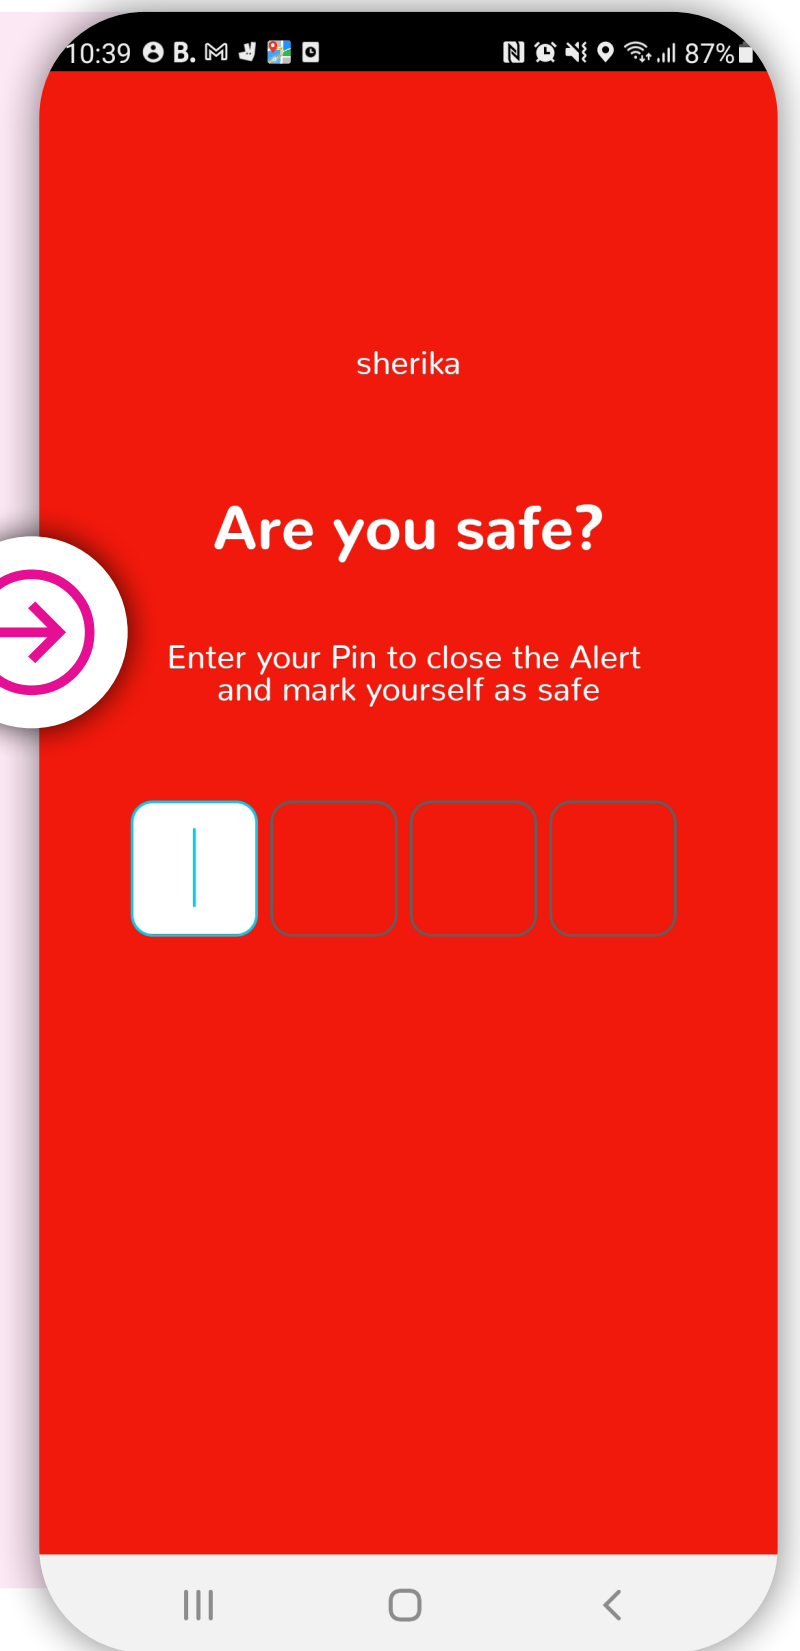 10:39 B. 87%
sherika
Are you safe?
Enter your Pin to close the Alert
and mark yourself as safe